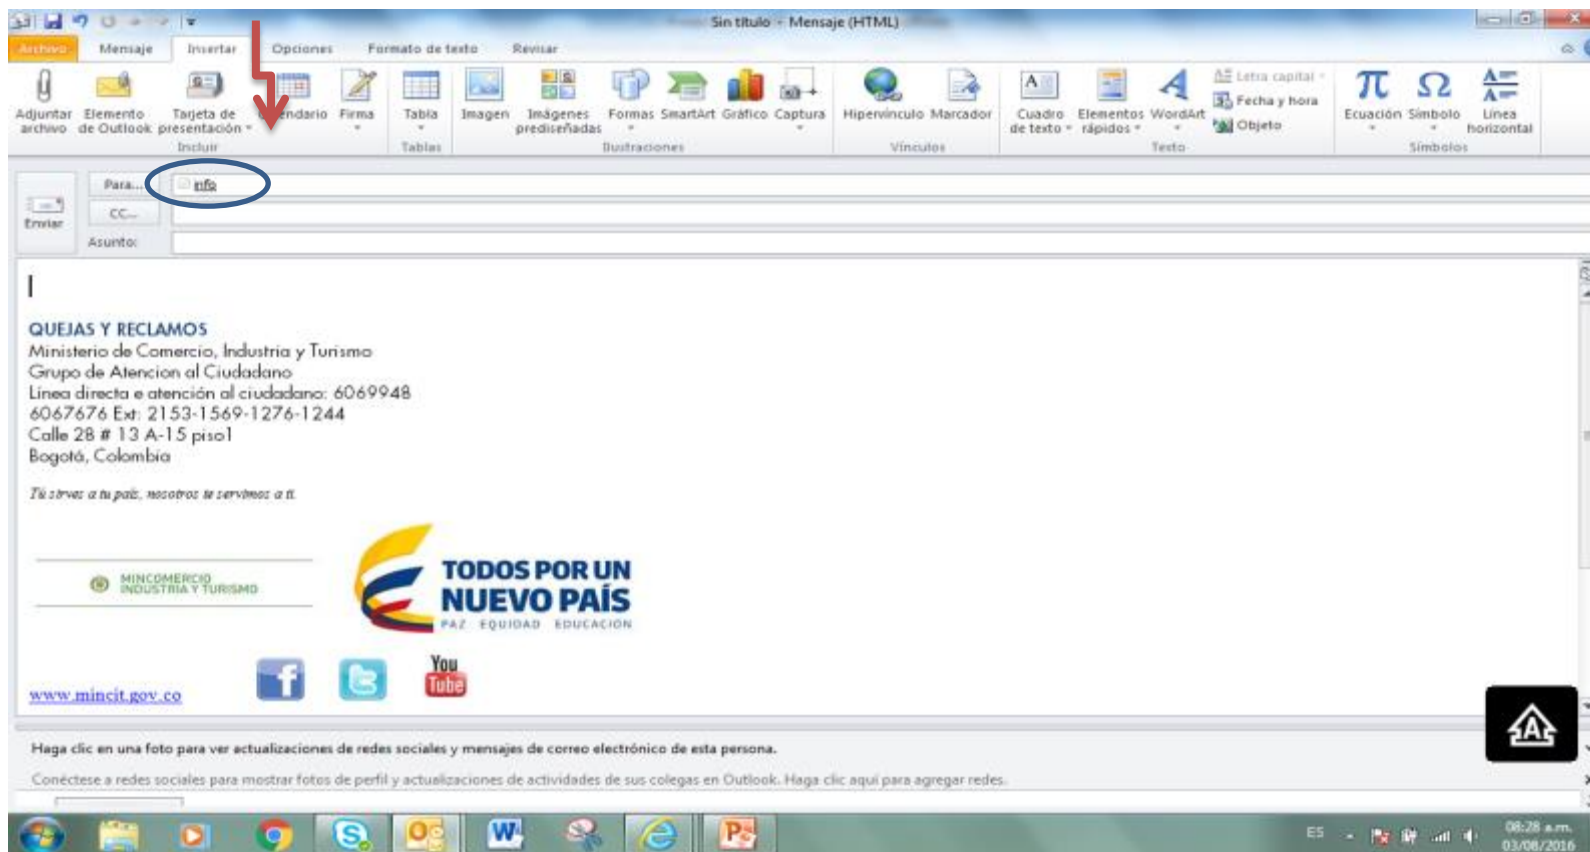 Sin título - Mensaje (HTML)
Archivo Mensaje Insertar Opciones Formato de texto Revisar
Adjuntar archivo
Elemento de Outlook
Tarjeta de presentación
Firma
Tabla
Imagen
Imágenes prediseñadas
Formas
SmartArt
Gráfico
Captura
Hipervínculo
Marcador
Cuadro de texto
Elementos rápidos
WordArt
Letra capital
Fecha y hora
Objeto
Ecuación
Símbolo
Línea horizontal
Incluir Tablas Ilustraciones Vínculos Texto Símbolos
Para... info
CC...
Enviar
Asunto:
QUEJAS Y RECLAMOS
Ministerio de Comercio, Industria y Turismo
Grupo de Atencion al Ciudadano
Línea directa e atención al ciudadano: 6069948
6067676 Ext: 2153-1569-1276-1244
Calle 28 # 13 A-15 piso1
Bogotá, Colombia
Tú sirves a tu país, nosotros te servimos a ti.
MINCOMERCIO
INDUSTRIA Y TURISMO
TODOS POR UN
NUEVO PAÍS
PAZ EQUIDAD EDUCACION
You
Tube
www.mincit.gov.co
Haga clic en una foto para ver actualizaciones de redes sociales y mensajes de correo electrónico de esta persona.
Conéctese a redes sociales para mostrar fotos de perfil y actualizaciones de actividades de sus colegas en Outlook. Haga clic aquí para agregar redes.
ES
08:28 a.m.
03/08/2016